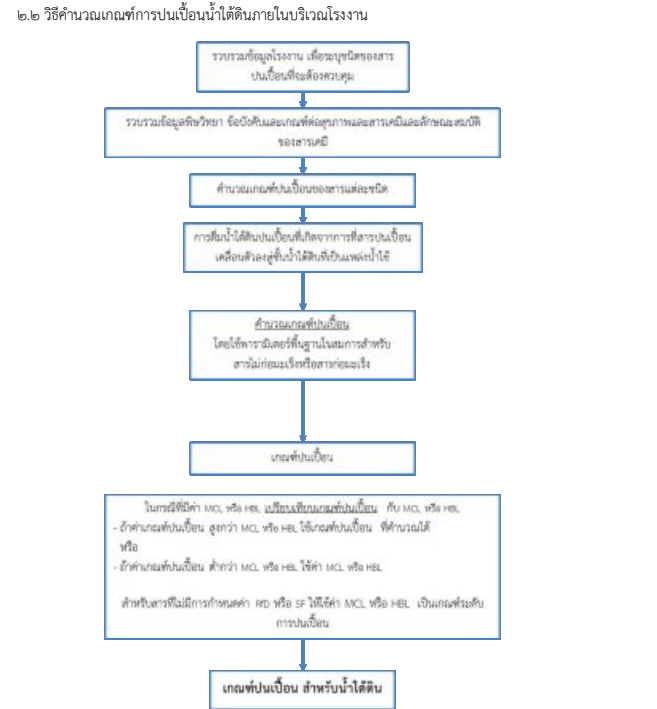 ๒.๒ วิธีคำนวณเกณฑ์การปนเปื้อนน้ำใต้ดินภายในบริเวณโรงงาน
รวบรวมข้อมูลโรงงาน เพื่อระบุชนิดของสาร
ปนเปื้อนที่จะต้องควบคุม
รวบรวมข้อมูลพิษวิทยา ข้อบังคับและเกณฑ์ต่อสุขภาพและสารเคมีและลักษณะสมบัติ
ของสารเคมี
คำนวณเกณฑ์ปนเปื้อนของสารแต่ละชนิด
การดื่มน้ำใต้ดินปนเปื้อนที่เกิดจากการที่สารปนเปื้อน
เคลื่อนตัวลงสู่ชั้นน้ำใต้ดินที่เป็นแหล่งน้ำใช้
คำนวณเกณฑ์ปนเปื้อน
โดยใช้พารามิเตอร์พื้นฐานในสมการสำหรับ
สารไม่ก่อมะเร็งหรือสารก่อมะเร็ง
เกณฑ์ปนเปื้อน
ในกรณีที่มีค่า MCL หรือ HBL เปรียบเทียบเกณฑ์ปนเปื้อน กับ MCL หรือ HBL
- ถ้าค่าเกณฑ์ปนเปื้อน สูงกว่า MCL หรือ HBL ใช้เกณฑ์ปนเปื้อน ที่คำนวณได้
หรือ
- ถ้าค่าเกณฑ์ปนเปื้อน ต่ำกว่า MCL หรือ HBL ใช้ค่า MCL หรือ HBL
สำหรับสารที่ไม่มีการกำหนดค่า RfD หรือ SF ให้ใช้ค่า MCL หรือ HBL เป็นเกณฑ์ระดับ
การปนเปื้อน
เกณฑ์ปนเปื้อน สำหรับน้ำใต้ดิน